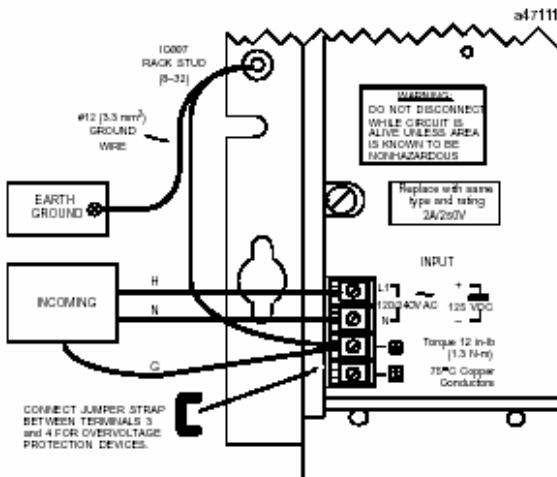 a47111
IC697
RACK STUD
(8-32)
#12 (3.3 mm²)
GROUND
WIRE
EARTH
GROUND
WARNING:
DO NOT DISCONNECT
WHILE CIRCUIT IS
ALIVE UNLESS AREA
IS KNOWN TO BE
NONHAZARDOUS
Replace with same
type and rating
2A/250V
INPUT
INCOMING
H
N
G
L1
120/240V AC
N
+
125 VDC
–
Torque 12 in-lb
(1.3 N-m)
75°C Copper
Conductors
CONNECT JUMPER STRAP
BETWEEN TERMINALS 3
and 4 FOR OVERVOLTAGE
PROTECTION DEVICES.